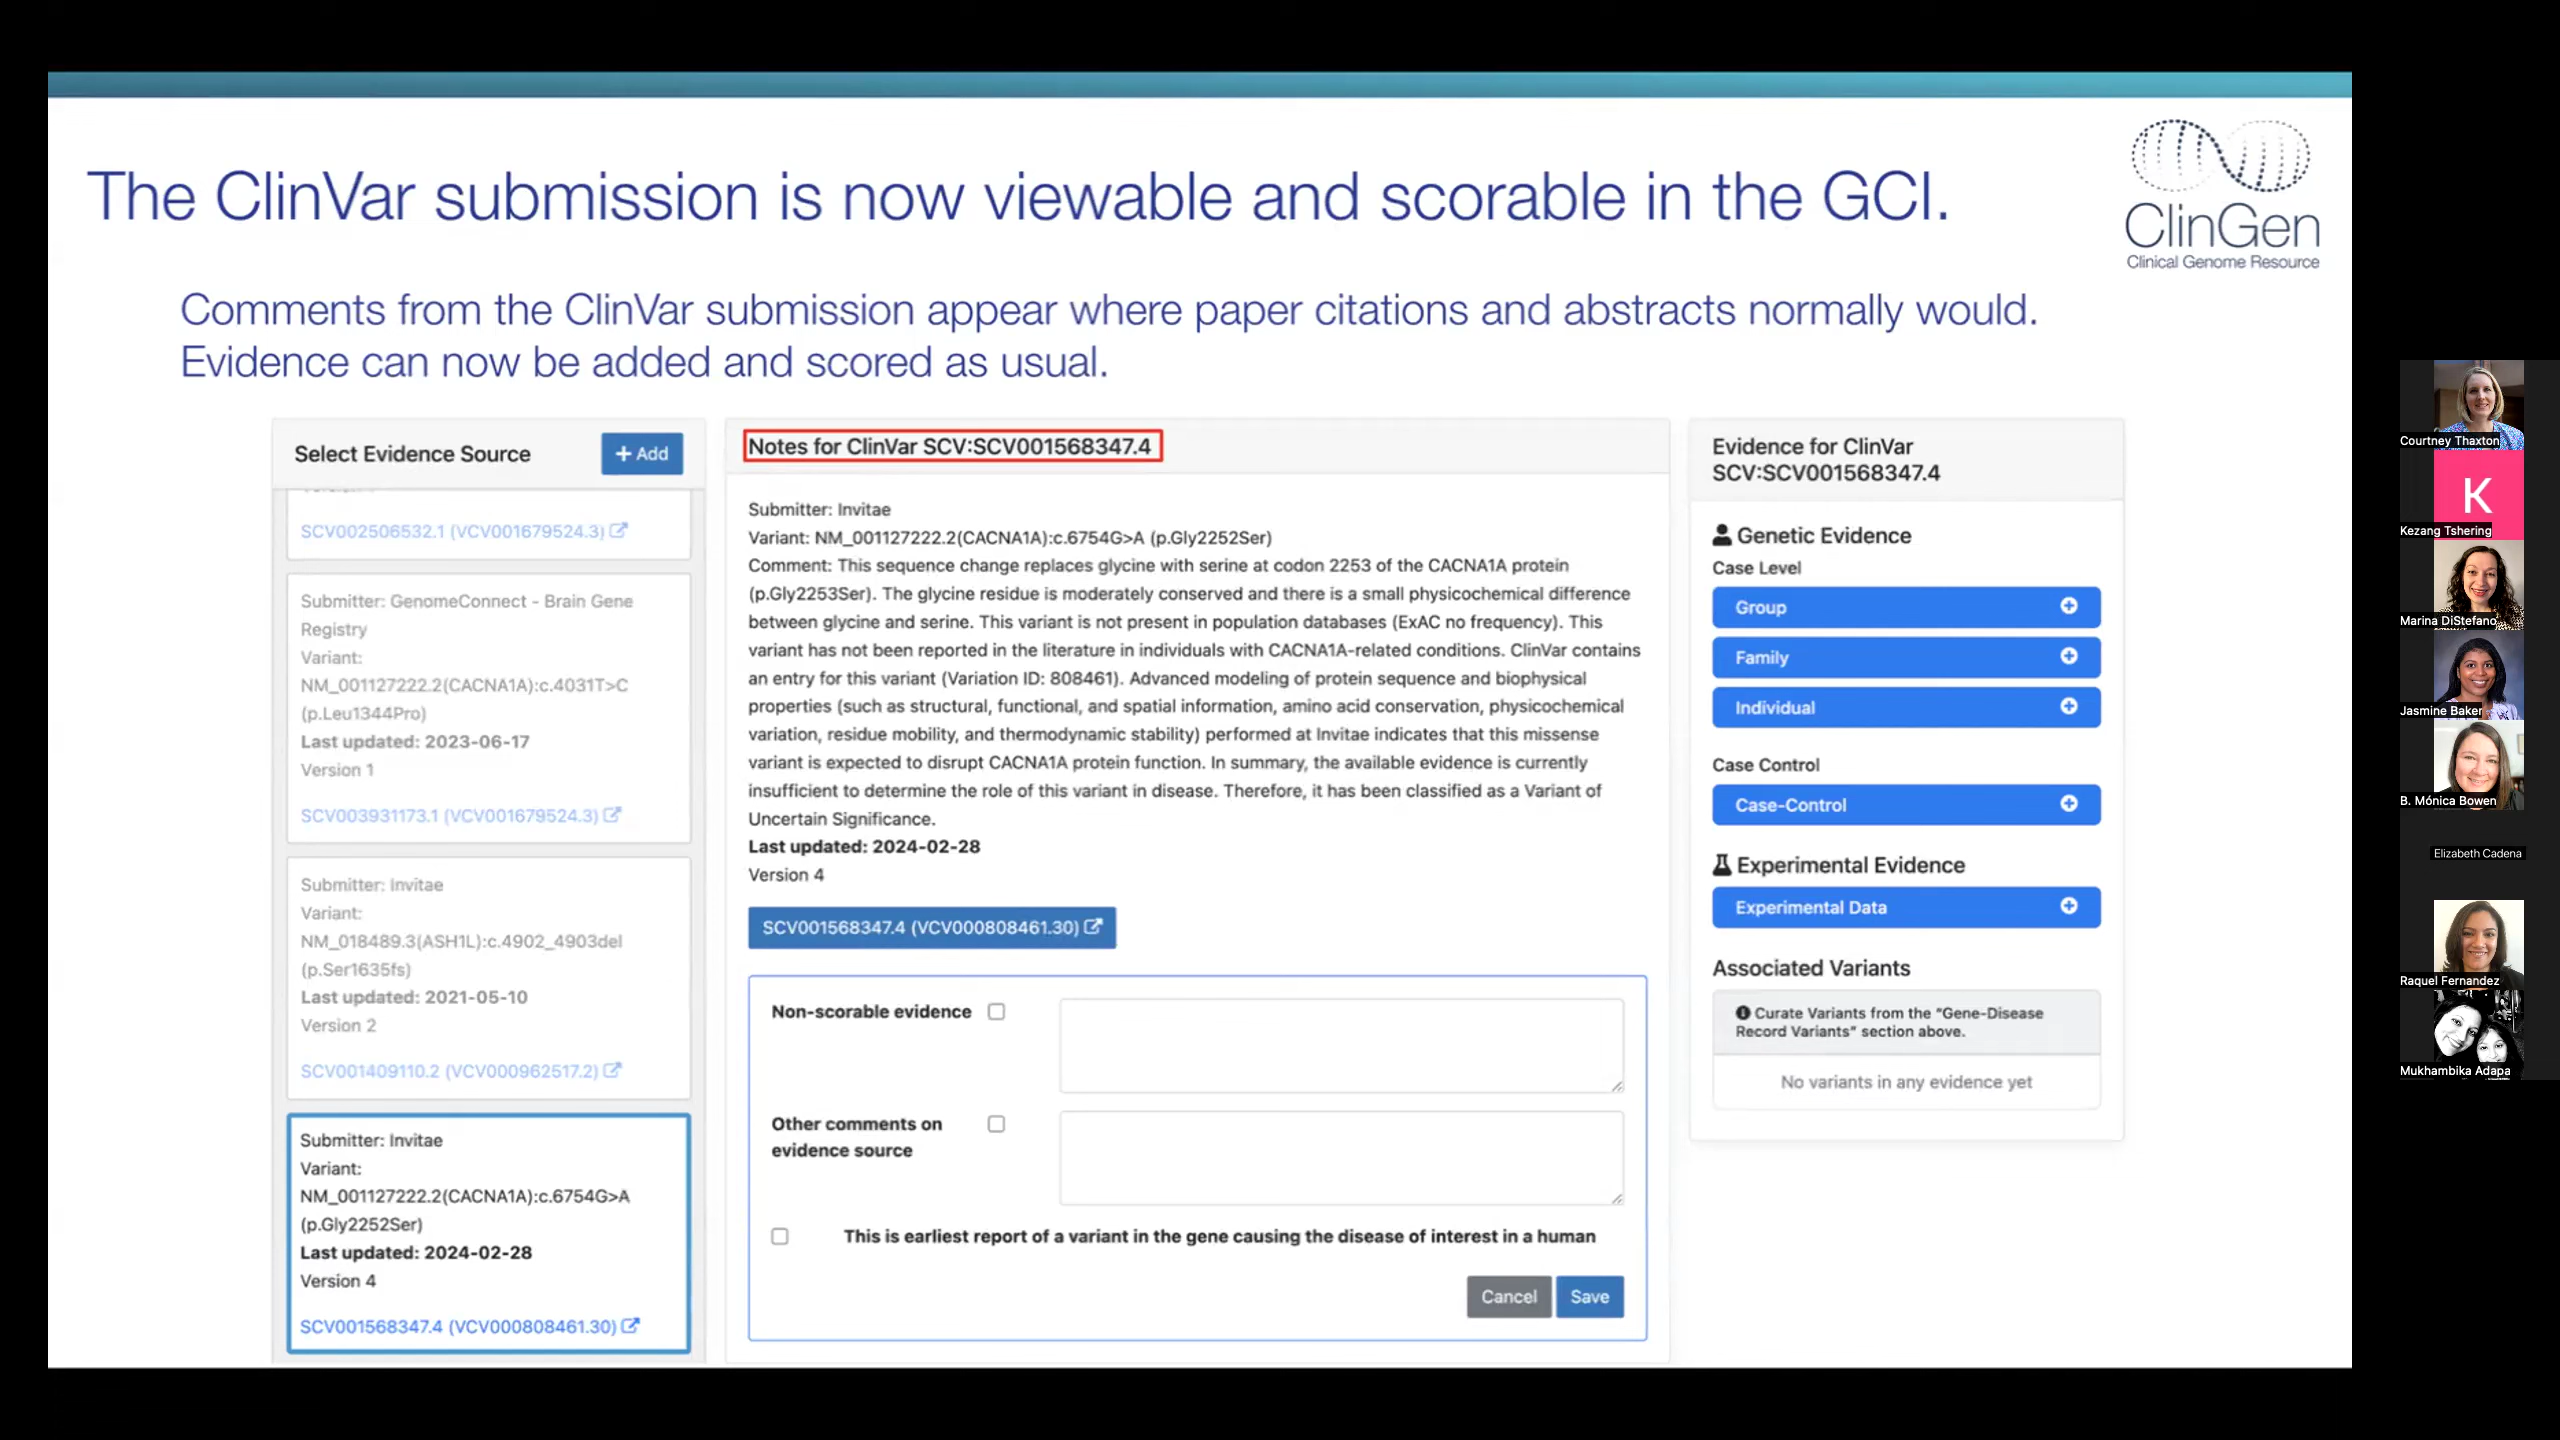 The ClinVar submission is now viewable and scorable in the GCI.
ClinGen
Clinical Genome Resource
Comments from the ClinVar submission appear where paper citations and abstracts normally would.
Evidence can now be added and scored as usual.
Select Evidence Source
+ Add
SCV002506532.1 (VCV001679524.3)
Submitter: GenomeConnect - Brain Gene
Registry
Variant:
NM_001127222.2(CACNA1A):c.4031T>C
(p.Leu1344Pro)
Last updated: 2023-06-17
Version 1
SCV003931173.1 (VCV001679524.3)
Submitter: Invitae
Variant:
NM_018489.3(ASH1L):c.4902_4903del
(p.Ser1635fs)
Last updated: 2021-05-10
Version 2
SCV001409110.2 (VCV000962517.2)
Submitter: Invitae
Variant:
NM_001127222.2(CACNA1A):c.6754G>A
(p.Gly2252Ser)
Last updated: 2024-02-28
Version 4
SCV001568347.4 (VCV000808461.30)
Notes for ClinVar SCV:SCV001568347.4
Submitter: Invitae
Variant: NM_001127222.2(CACNA1A):c.6754G>A (p.Gly2252Ser)
Comment: This sequence change replaces glycine with serine at codon 2253 of the CACNA1A protein
(p.Gly2253Ser). The glycine residue is moderately conserved and there is a small physicochemical difference
between glycine and serine. This variant is not present in population databases (ExAC no frequency). This
variant has not been reported in the literature in individuals with CACNA1A-related conditions. ClinVar contains
an entry for this variant (Variation ID: 808461). Advanced modeling of protein sequence and biophysical
properties (such as structural, functional, and spatial information, amino acid conservation, physicochemical
variation, residue mobility, and thermodynamic stability) performed at Invitae indicates that this missense
variant is expected to disrupt CACNA1A protein function. In summary, the available evidence is currently
insufficient to determine the role of this variant in disease. Therefore, it has been classified as a Variant of
Uncertain Significance.
Last updated: 2024-02-28
Version 4
SCV001568347.4 (VCV000808461.30)
Non-scorable evidence
Other comments on
evidence source
This is earliest report of a variant in the gene causing the disease of interest in a human
Cancel
Save
Evidence for ClinVar
SCV:SCV001568347.4
Genetic Evidence
Case Level
Group
Family
Individual
Case Control
Case-Control
Experimental Evidence
Experimental Data
Associated Variants
Curate Variants from the "Gene-Disease
Record Variants" section above.
No variants in any evidence yet
Courtney Thaxton
K
Kezang Tshering
Marina DiStefano
Jasmine Baker
B. Mónica Bowen
Elizabeth Cadena
Raquel Fernandez
Mukhambika Adapa